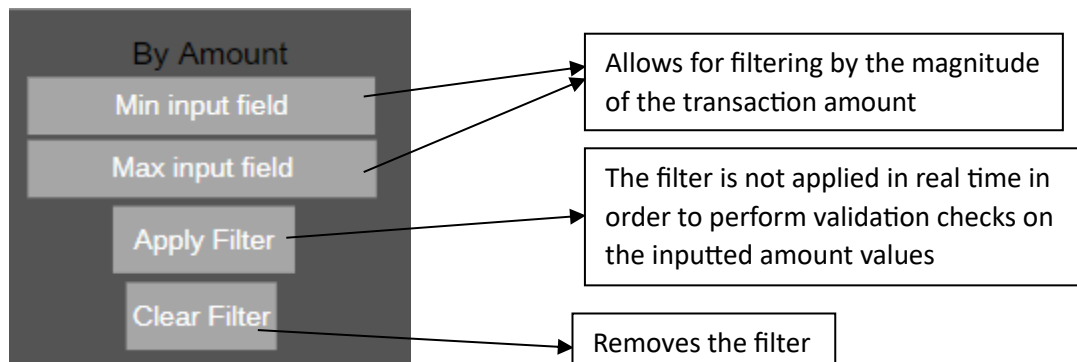 By Amount
Min input field
Max input field
Apply Filter
Clear Filter
Allows for filtering by the magnitude
of the transaction amount
The filter is not applied in real time in
order to perform validation checks on
the inputted amount values
Removes the filter